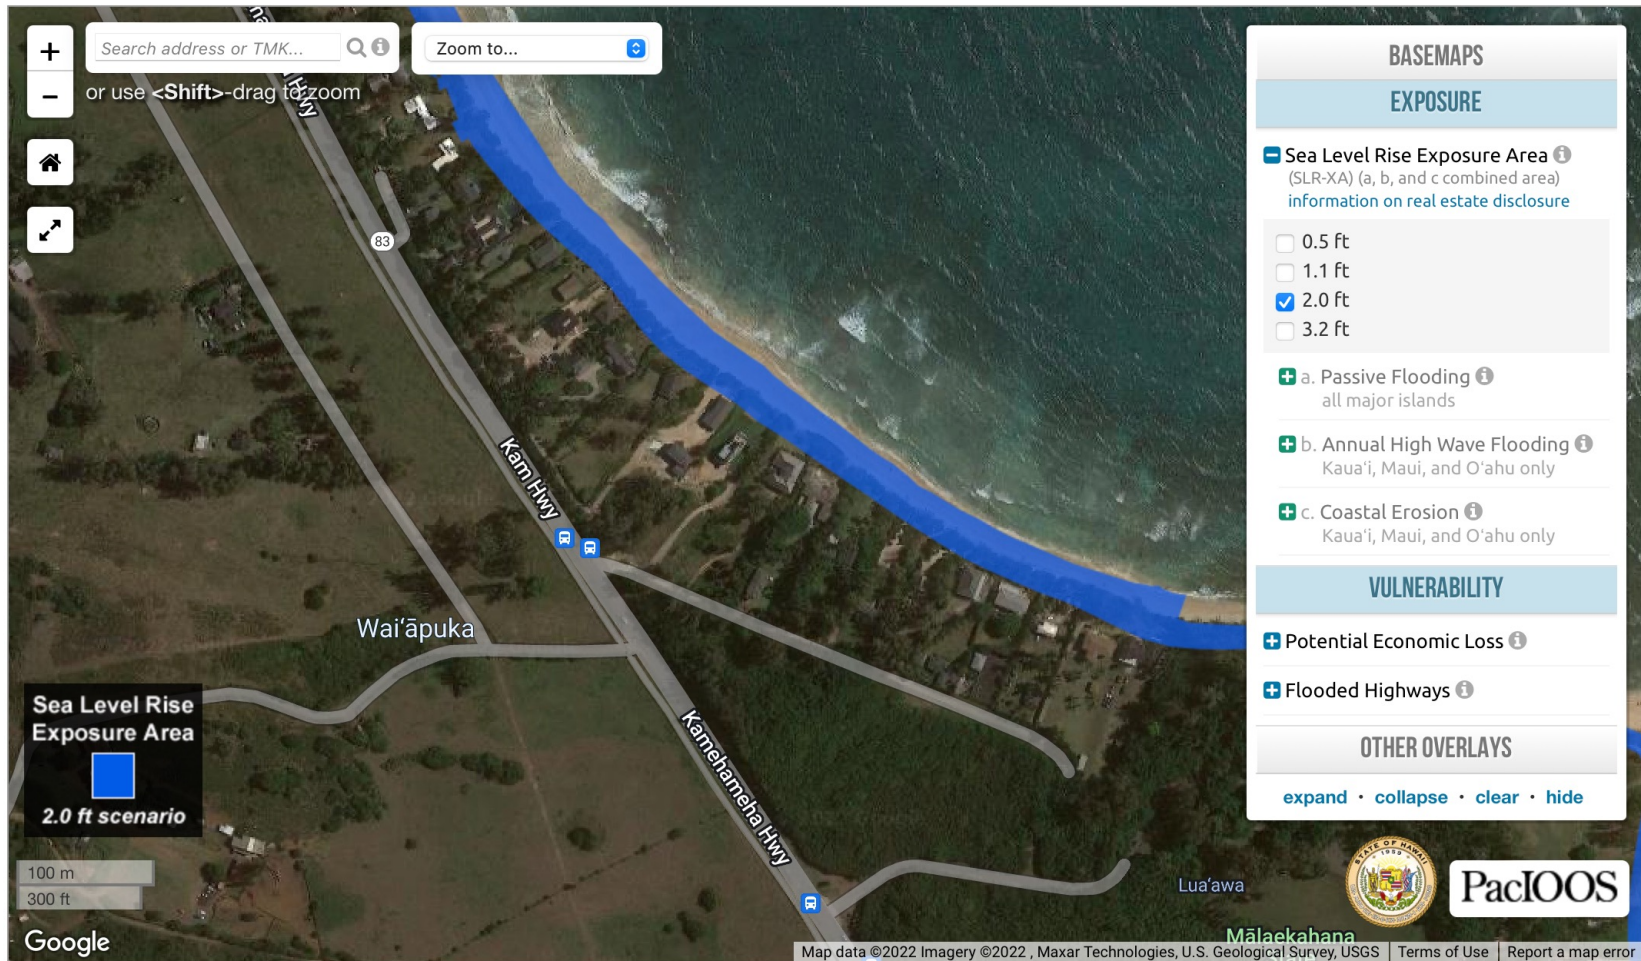 +
−
Search address or TMK...
Zoom to...
or use <Shift>-drag to zoom
Hwy
83
Kam Hwy
Wai‘āpuka
Kamehameha Hwy
Lua‘awa
Mālaekahana
BASEMAPS
EXPOSURE
Sea Level Rise Exposure Area
(SLR-XA) (a, b, and c combined area)
information on real estate disclosure
0.5 ft
1.1 ft
2.0 ft
3.2 ft
a. Passive Flooding
all major islands
b. Annual High Wave Flooding
Kaua‘i, Maui, and O‘ahu only
c. Coastal Erosion
Kaua‘i, Maui, and O‘ahu only
VULNERABILITY
Potential Economic Loss
Flooded Highways
OTHER OVERLAYS
expand · collapse · clear · hide
Sea Level Rise
Exposure Area
2.0 ft scenario
100 m
300 ft
Google
STATE OF HAWAII
1959
PacIOOS
Map data ©2022 Imagery ©2022 , Maxar Technologies, U.S. Geological Survey, USGS
Terms of Use
Report a map error